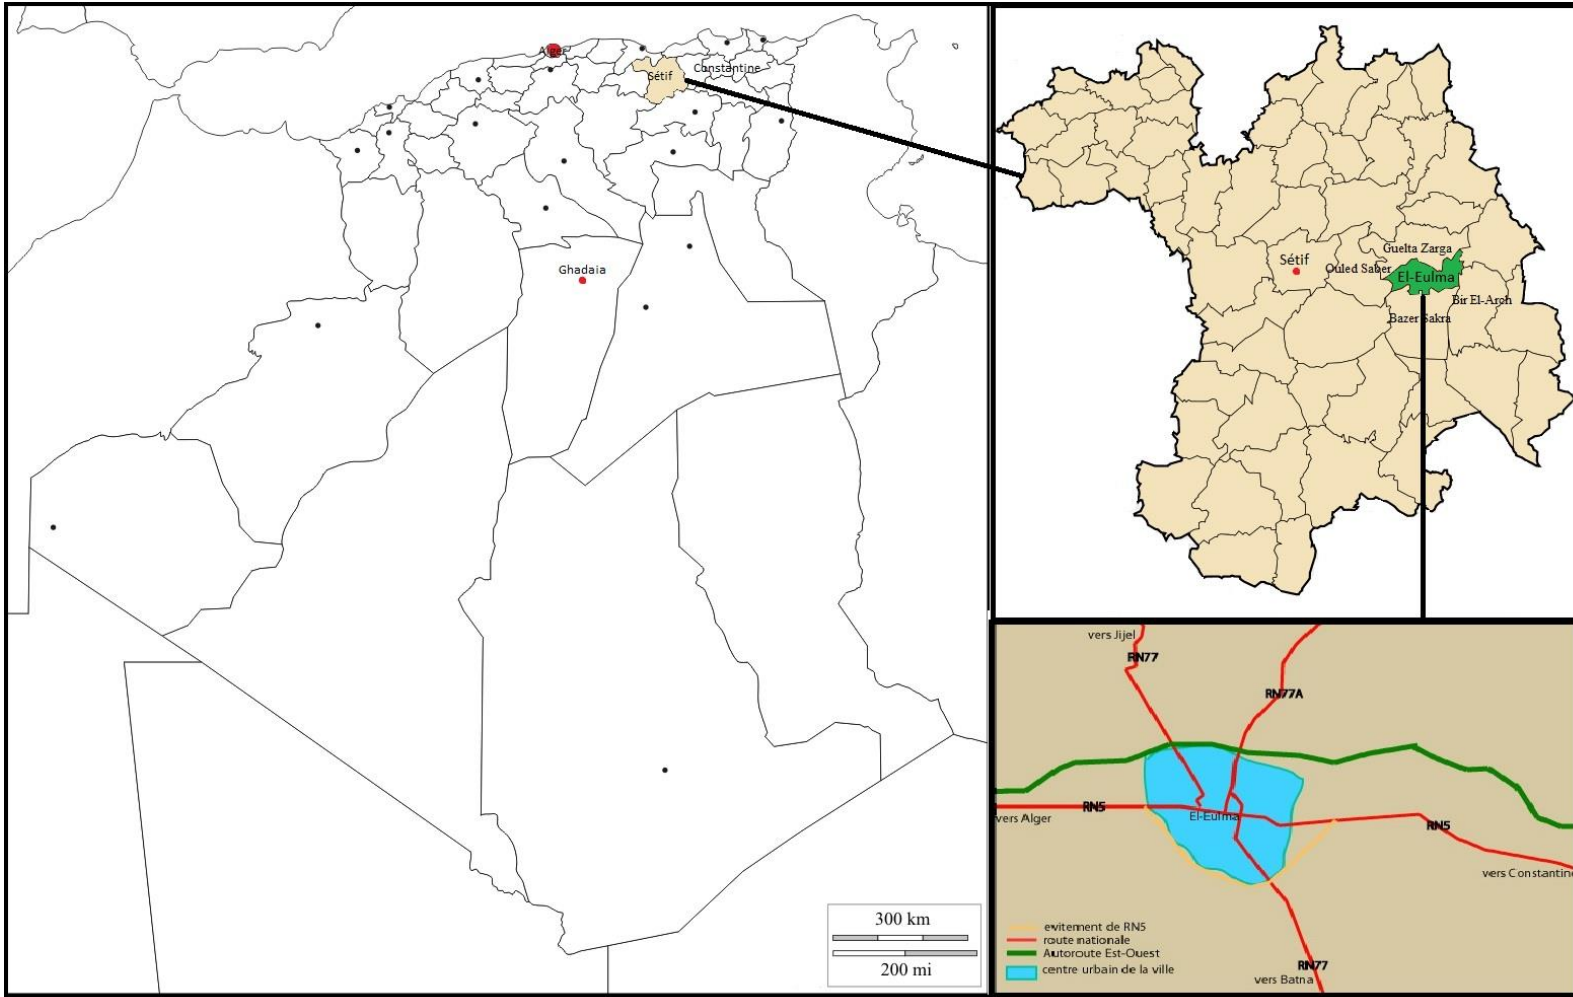 Alger
Sétif
Constantine
Ghadaia
300 km
200 mi
Guelta Zarga
Sétif
Ouled Saber
El-Eulma
Bir El-Arch
Bazer Sakra
vers Jijel
RN77
RN77A
RN5
El-Eulma
vers Alger
RN5
vers Constantine
evitement de RN5
route nationale
Autoroute Est-Ouest
centre urbain de la ville
RN77
vers Batna